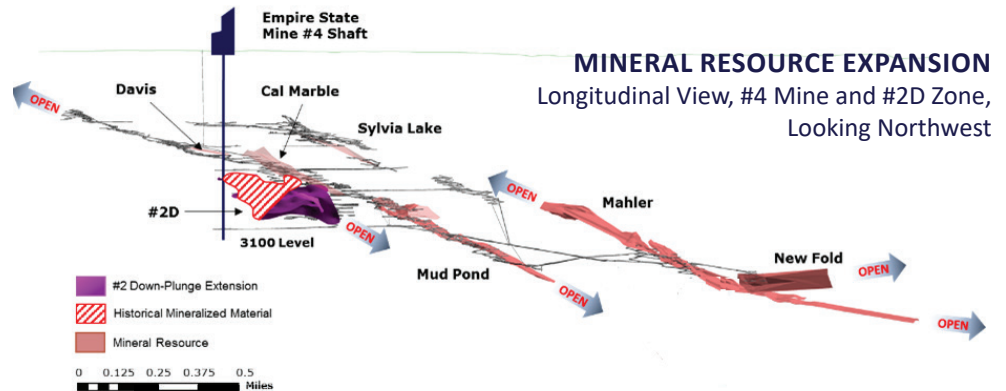 Empire State
Mine #4 Shaft
MINERAL RESOURCE EXPANSION
Longitudinal View, #4 Mine and #2D Zone,
Looking Northwest
OPEN
Davis
Cal Marble
Sylvia Lake
#2D
3100 Level
OPEN
Mud Pond
OPEN
OPEN
Mahler
New Fold
OPEN
OPEN
#2 Down-Plunge Extension
Historical Mineralized Material
Mineral Resource
0 0.125 0.25 0.375 0.5
Miles